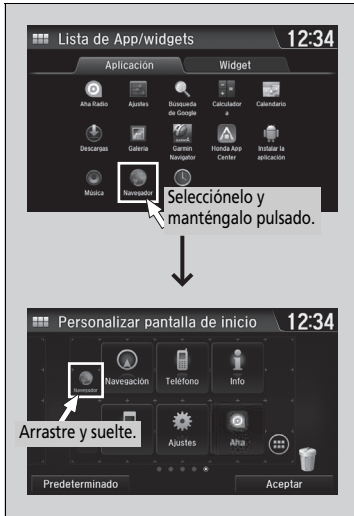 Lista de App/widgets
12:34
Aplicación
Widget
Aha Radio
Ajustes
Búsqueda
de Google
Calculador
a
Calendario
Descargas
Galería
Garmin
Navigator
Honda App
Center
Instalar la
aplicación
Música
Navegador
Selecciónelo y
manténgalo pulsado.
Personalizar pantalla de inicio
12:34
Navegador
Navegación
Teléfono
Info
Arrastre y suelte.
Ajustes
Aha
Predeterminado
Aceptar